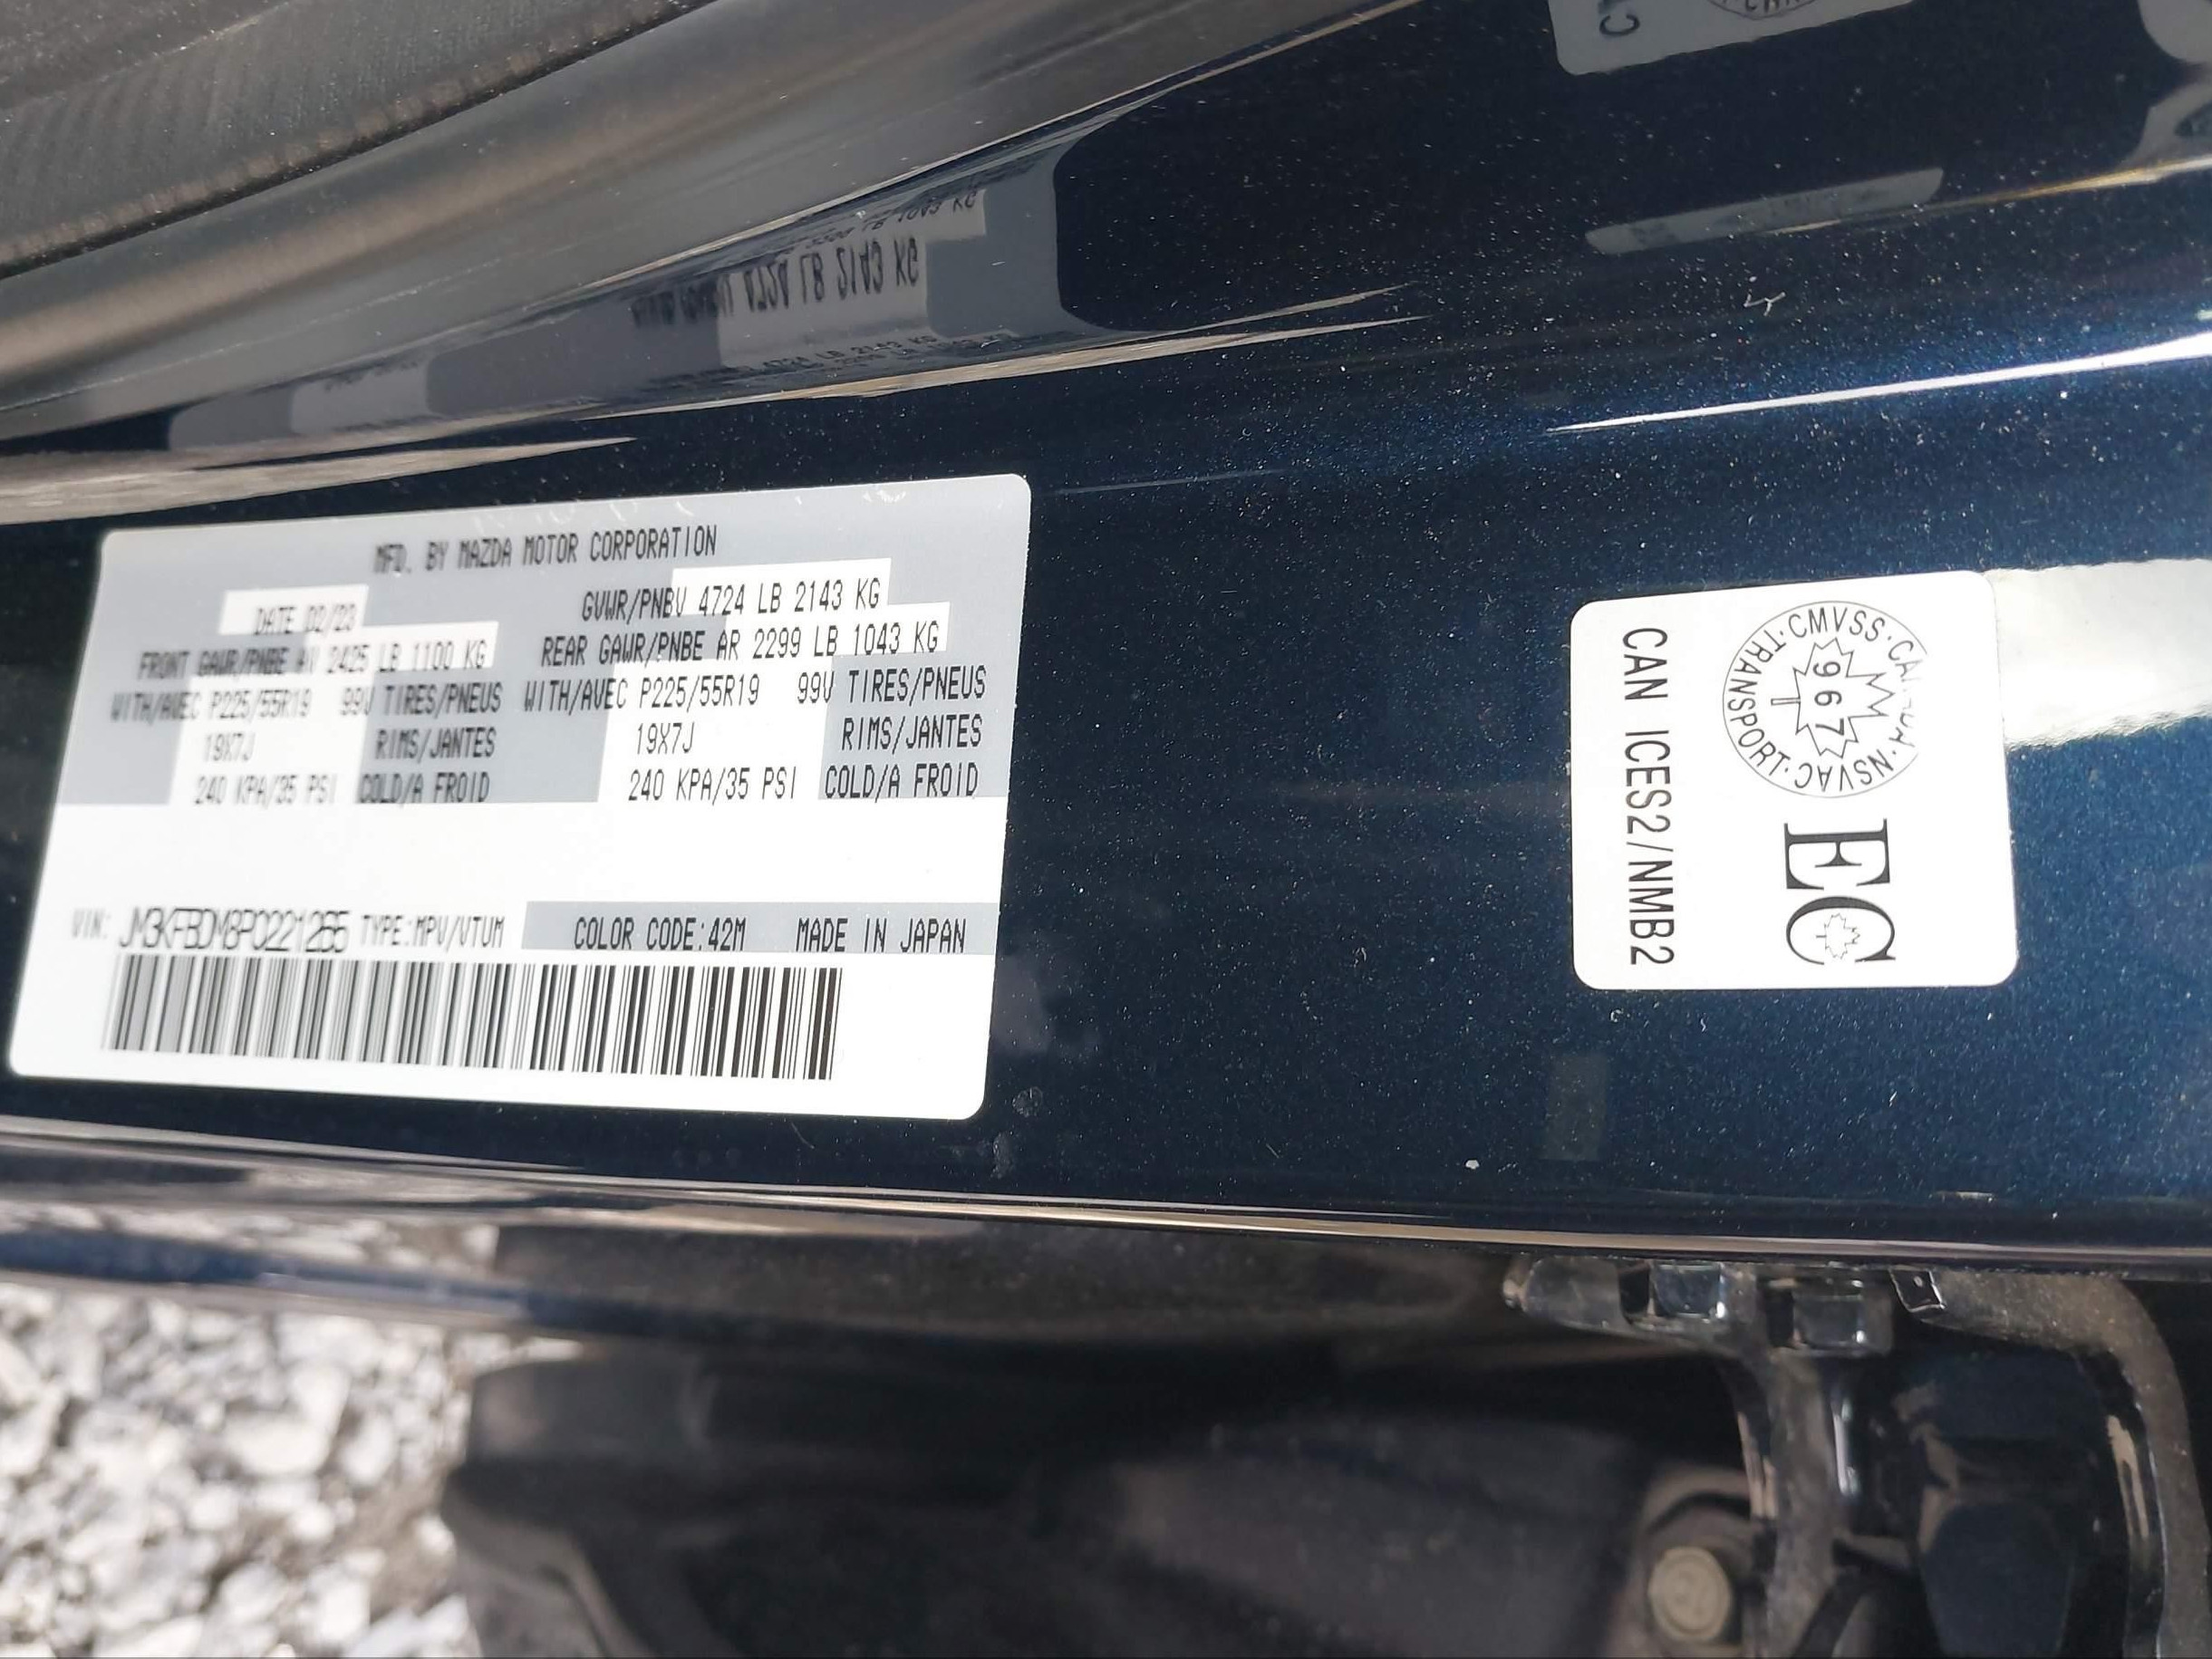 MFD. BY MAZDA MOTOR CORPORATION
DATE 02/23 GVWR/PNBV 4724 LB 2143 KG
FRONT GAWR/PNBE AV 2425 LB 1100 KG REAR GAWR/PNBE AR 2299 LB 1043 KG
WITH/AVEC P225/55R19 99V TIRES/PNEUS WITH/AVEC P225/55R19 99V TIRES/PNEUS
19X7J RIMS/JANTES 19X7J RIMS/JANTES
240 KPA/35 PSI COLD/A FROID 240 KPA/35 PSI COLD/A FROID
VIN: TYPE:MPV/VTUM COLOR CODE:42M MADE IN JAPAN
TRANSPORT·CMVSS·CANADA·NSVAC
967
EC
CAN ICES2/NMB2